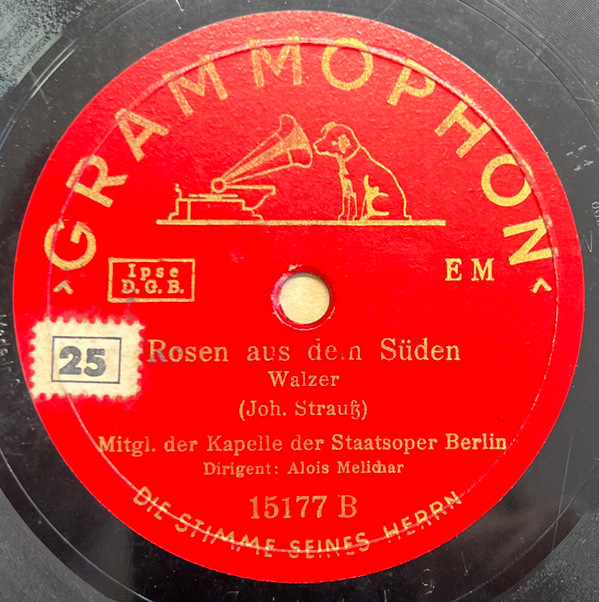 GRAMMOPHON
Ipse
D.G.B.
EM
25
Rosen aus dem Süden
Walzer
(Joh. Strauß)
Mitgl. der Kapelle der Staatsoper Berlin
Dirigent: Alois Melichar
15177 B
DIE STIMME SEINES HERRN